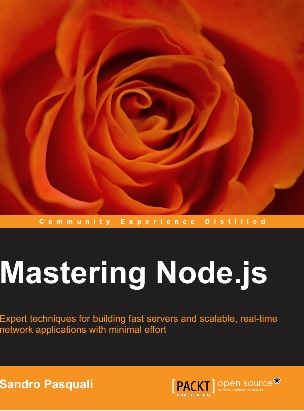 Community Experience Distilled
Mastering Node.js
Expert techniques for building fast servers and scalable, real-time
network applications with minimal effort
Sandro Pasquali
[PACKT] open source*
PUBLISHING